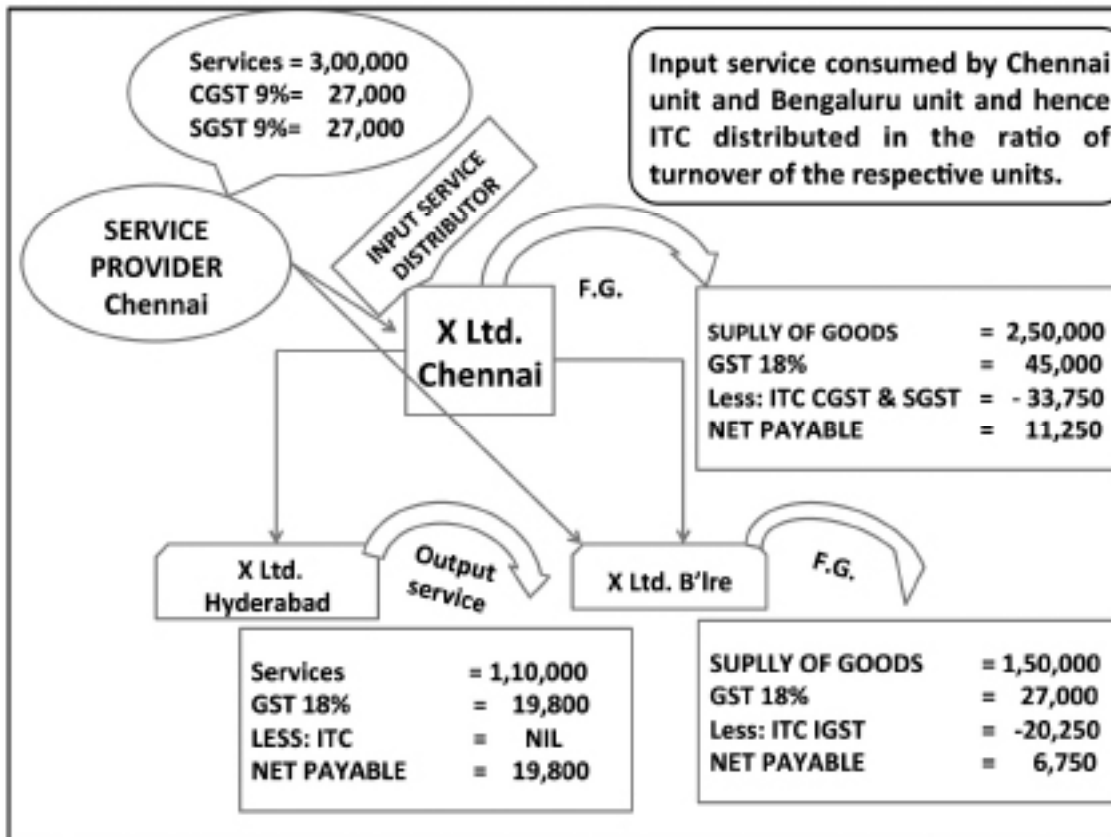 Services = 3,00,000
CGST 9%= 27,000
SGST 9%= 27,000
Input service consumed by Chennai
unit and Bengaluru unit and hence
ITC distributed in the ratio of
turnover of the respective units.
SERVICE
PROVIDER
Chennai
INPUT SERVICE
DISTRIBUTOR
X Ltd.
Chennai
F.G.
SUPLLY OF GOODS = 2,50,000
GST 18% = 45,000
Less: ITC CGST & SGST = - 33,750
NET PAYABLE = 11,250
X Ltd.
Hyderabad
Output
service
X Ltd. B'lre
F.G.
Services = 1,10,000
GST 18% = 19,800
LESS: ITC = NIL
NET PAYABLE = 19,800
SUPLLY OF GOODS = 1,50,000
GST 18% = 27,000
Less: ITC IGST = -20,250
NET PAYABLE = 6,750